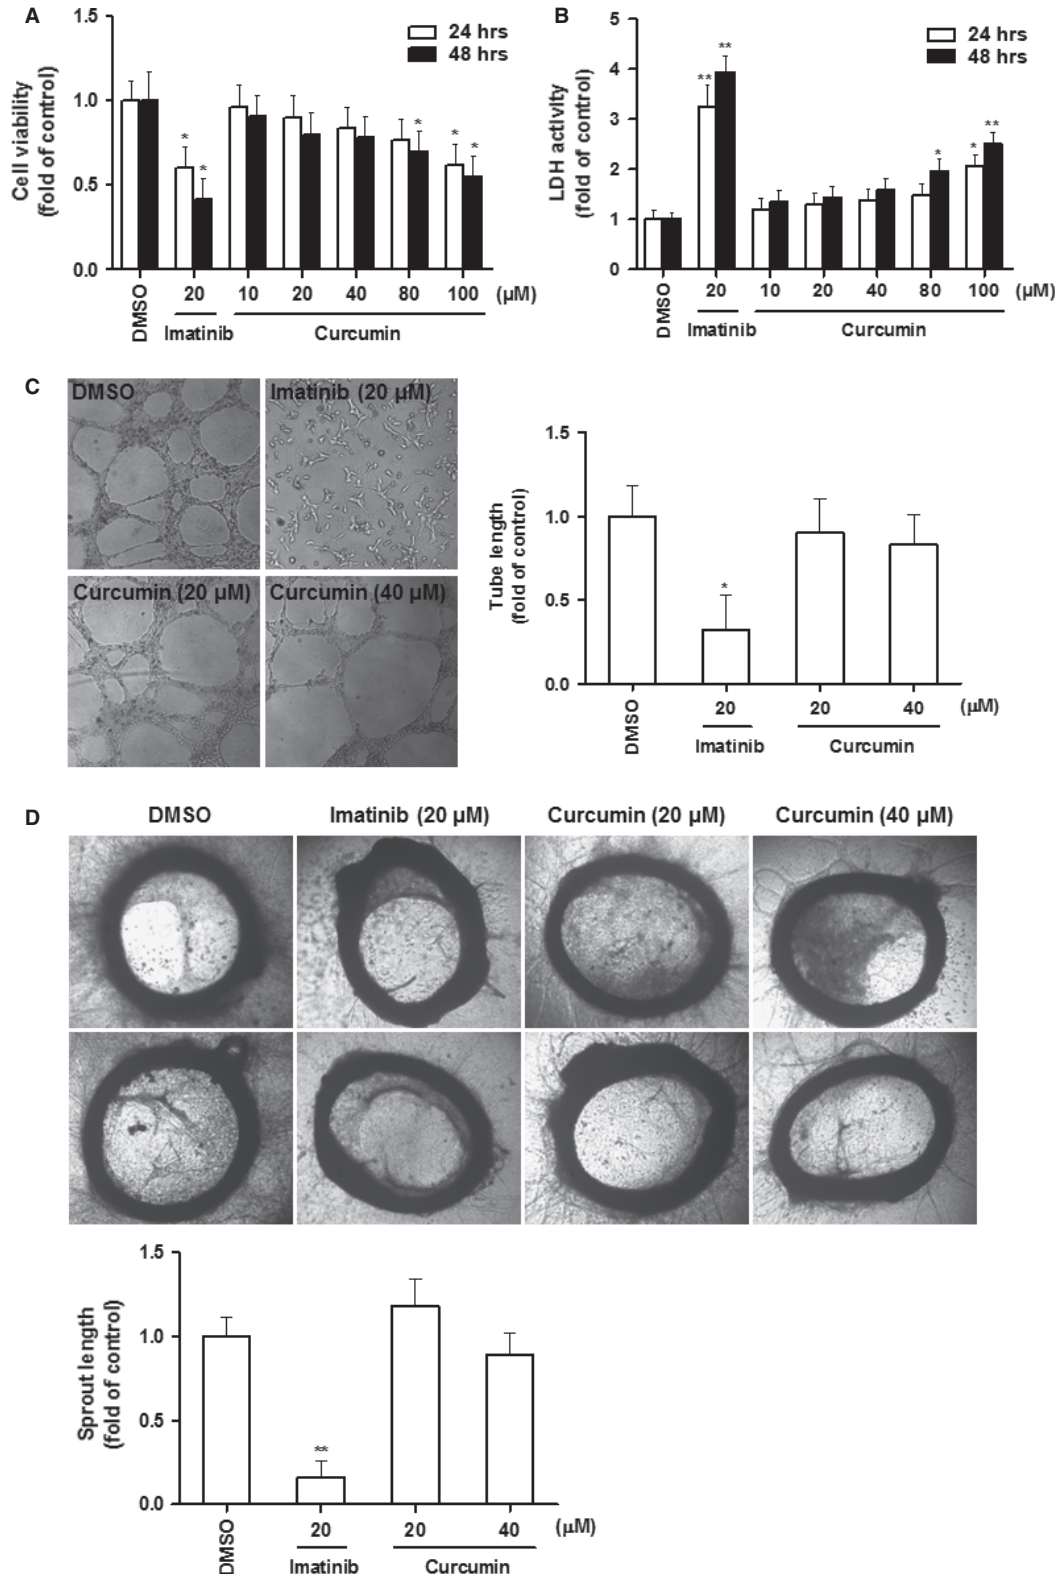 A
Cell viability
(fold of control)
1.5
1.0
0.5
0.0
24 hrs
48 hrs
*
*
*
*
*
DMSO
20
10
20
40
80
100
(µM)
Imatinib
Curcumin
B
LDH activity
(fold of control)
5
4
3
2
1
0
24 hrs
48 hrs
**
**
*
*
**
DMSO
20
10
20
40
80
100
(µM)
Imatinib
Curcumin
C
DMSO
Imatinib (20 µM)
Curcumin (20 µM)
Curcumin (40 µM)
Tube length
(fold of control)
1.5
1.0
0.5
0.0
*
DMSO
20
20
40
(µM)
Imatinib
Curcumin
D
DMSO
Imatinib (20 µM)
Curcumin (20 µM)
Curcumin (40 µM)
Sprout length
(fold of control)
1.5
1.0
0.5
0.0
**
DMSO
20
20
40
(µM)
Imatinib
Curcumin